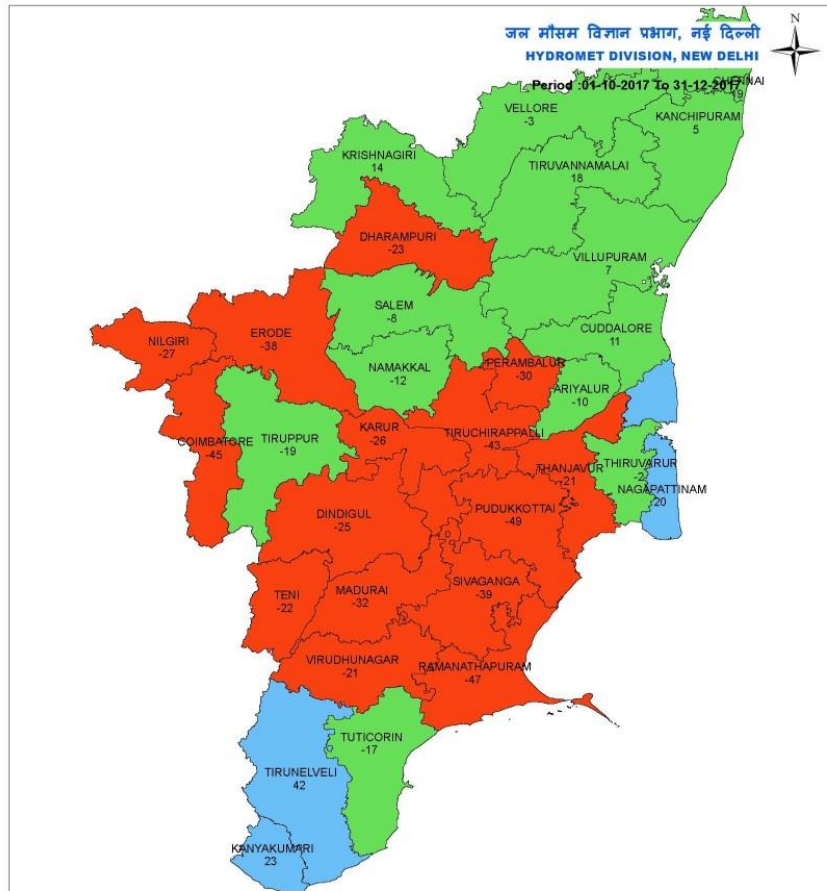 जल मौसम विज्ञान प्रभाग, नई दिल्ली
N
HYDROMET DIVISION, NEW DELHI
Period :01-10-2017 To 31-12-2017
CHENNAI
19
VELLORE
-3
KANCHIPURAM
5
KRISHNAGIRI
14
TIRUVANNAMALAI
18
DHARAMPURI
-23
VILLUPURAM
7
SALEM
-8
CUDDALORE
11
NILGIRI
-27
ERODE
-38
NAMAKKAL
-12
PERAMBALUR
-30
ARIYALUR
-10
COIMBATORE
-45
TIRUPPUR
-19
KARUR
-26
TIRUCHIRAPPALLI
-43
THANJAVUR
-21
THIRUVARUR
-2
NAGAPATTINAM
20
DINDIGUL
-25
PUDUKKOTTAI
-49
TENI
-22
MADURAI
-32
SIVAGANGA
-39
VIRUDHUNAGAR
-21
RAMANATHAPURAM
-47
TUTICORIN
-17
TIRUNELVELI
42
KANYAKUMARI
23